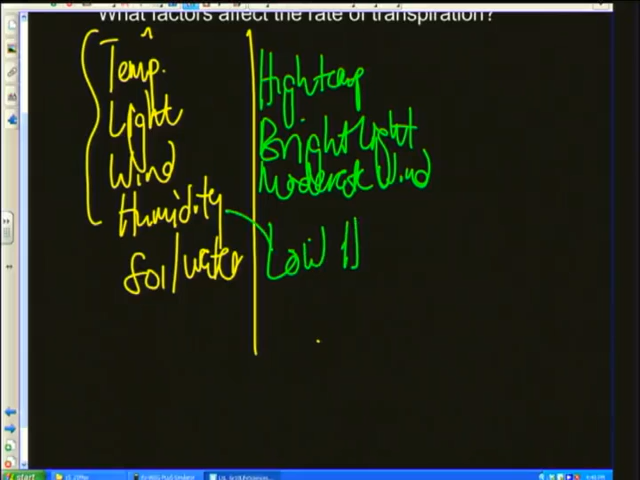 What factors affect the rate of transpiration?
Temp.
Light
Wind
Humidity
Soil/water
High temp
Bright Light
Moderate Wind
Low H
start